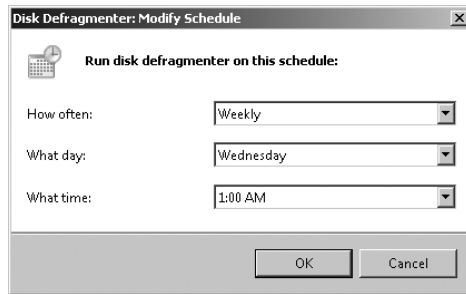 Disk Defragmenter: Modify Schedule
Run disk defragmenter on this schedule:
How often: Weekly
What day: Wednesday
What time: 1:00 AM
OK Cancel